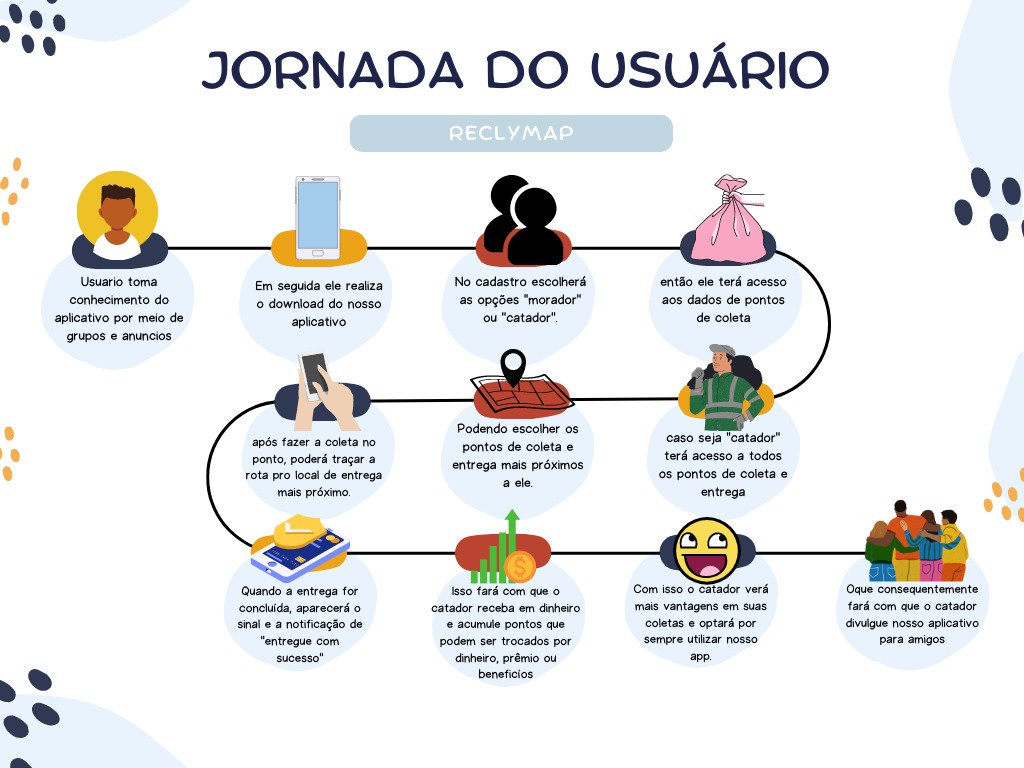 JORNADA DO USUÁRIO
RECLYMAP
Usuario toma
conhecimento do
aplicativo por meio de
grupos e anuncios
Em seguida ele realiza
o download do nosso
aplicativo
No cadastro escolherá
as opções "morador"
ou "catador".
então ele terá acesso
aos dados de pontos
de coleta
caso seja "catador"
terá acesso a todos
os pontos de coleta e
entrega
Podendo escolher os
pontos de coleta e
entrega mais próximos
a ele.
após fazer a coleta no
ponto, poderá traçar a
rota pro local de entrega
mais próximo.
Quando a entrega for
concluída, aparecerá o
sinal e a notificação de
"entregue com
sucesso"
Isso fará com que o
catador receba em dinheiro
e acumule pontos que
podem ser trocados por
dinheiro, prêmio ou
benefícios
Com isso o catador verá
mais vantagens em suas
coletas e optará por
sempre utilizar nosso
app.
Oque consequentemente
fará com que o catador
divulgue nosso aplicativo
para amigos